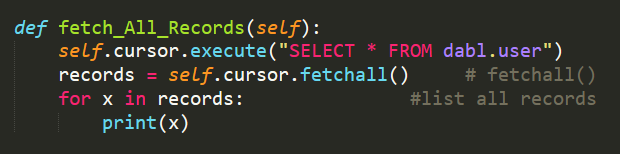 def fetch_All_Records(self):
    self.cursor.execute("SELECT * FROM dabl.user")
    records = self.cursor.fetchall()     # fetchall()
    for x in records:               #list all records
        print(x)